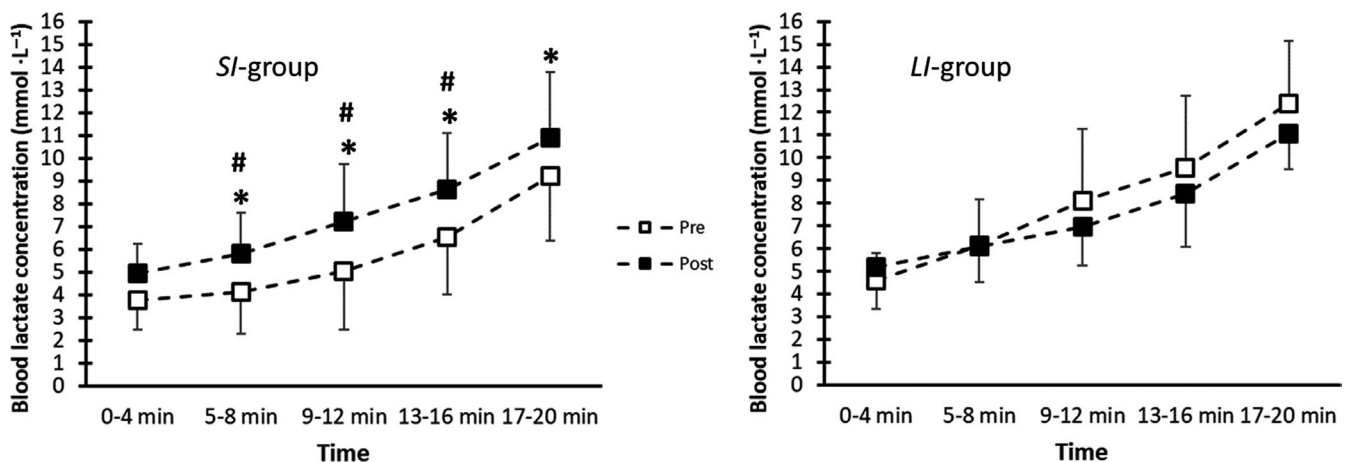 Blood lactate concentration (mmol·L⁻¹)
16
15
14
13
12
11
10
9
8
7
6
5
4
3
2
1
0
SI-group
# # # *
* * *
0-4 min 5-8 min 9-12 min 13-16 min 17-20 min
Time
Pre
Post
Blood lactate concentration (mmol·L⁻¹)
16
15
14
13
12
11
10
9
8
7
6
5
4
3
2
1
0
LI-group
0-4 min 5-8 min 9-12 min 13-16 min 17-20 min
Time